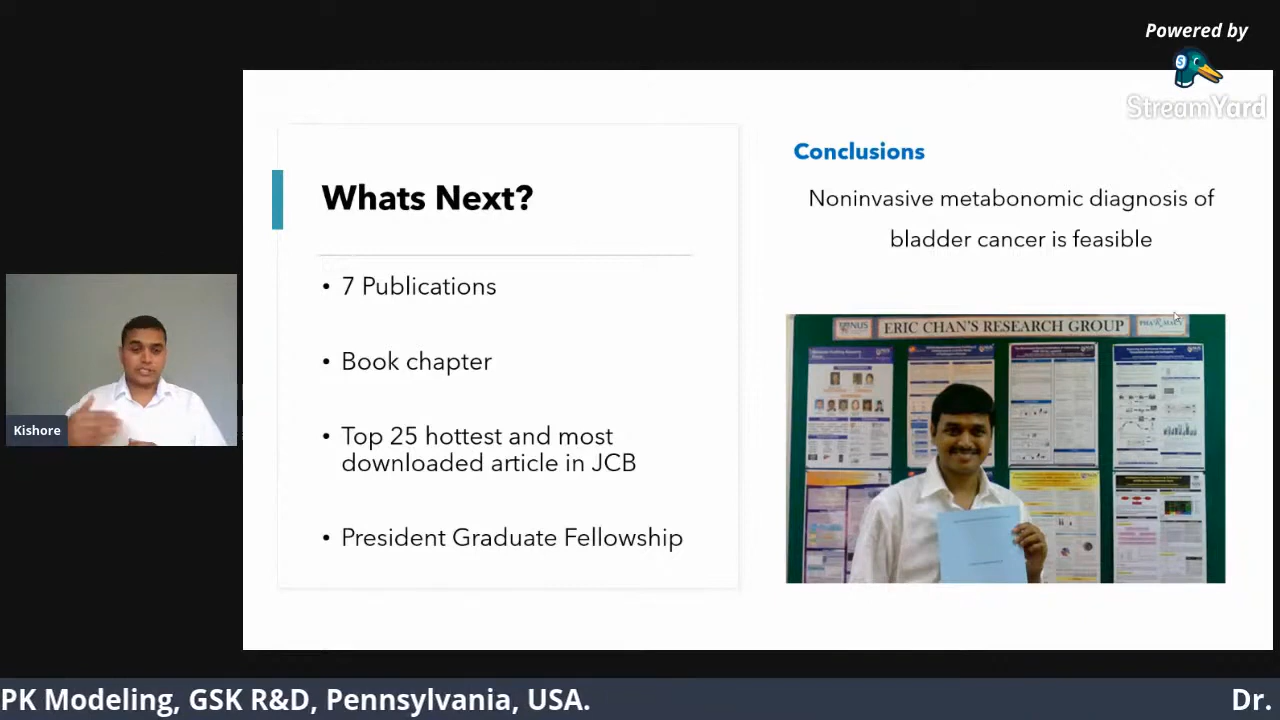 Powered by
StreamYard
Conclusions
Whats Next?
Noninvasive metabonomic diagnosis of
bladder cancer is feasible
• 7 Publications
ERIC CHAN'S RESEARCH GROUP
• Book chapter
Kishore
• Top 25 hottest and most
downloaded article in JCB
• President Graduate Fellowship
PK Modeling, GSK R&D, Pennsylvania, USA.
Dr.